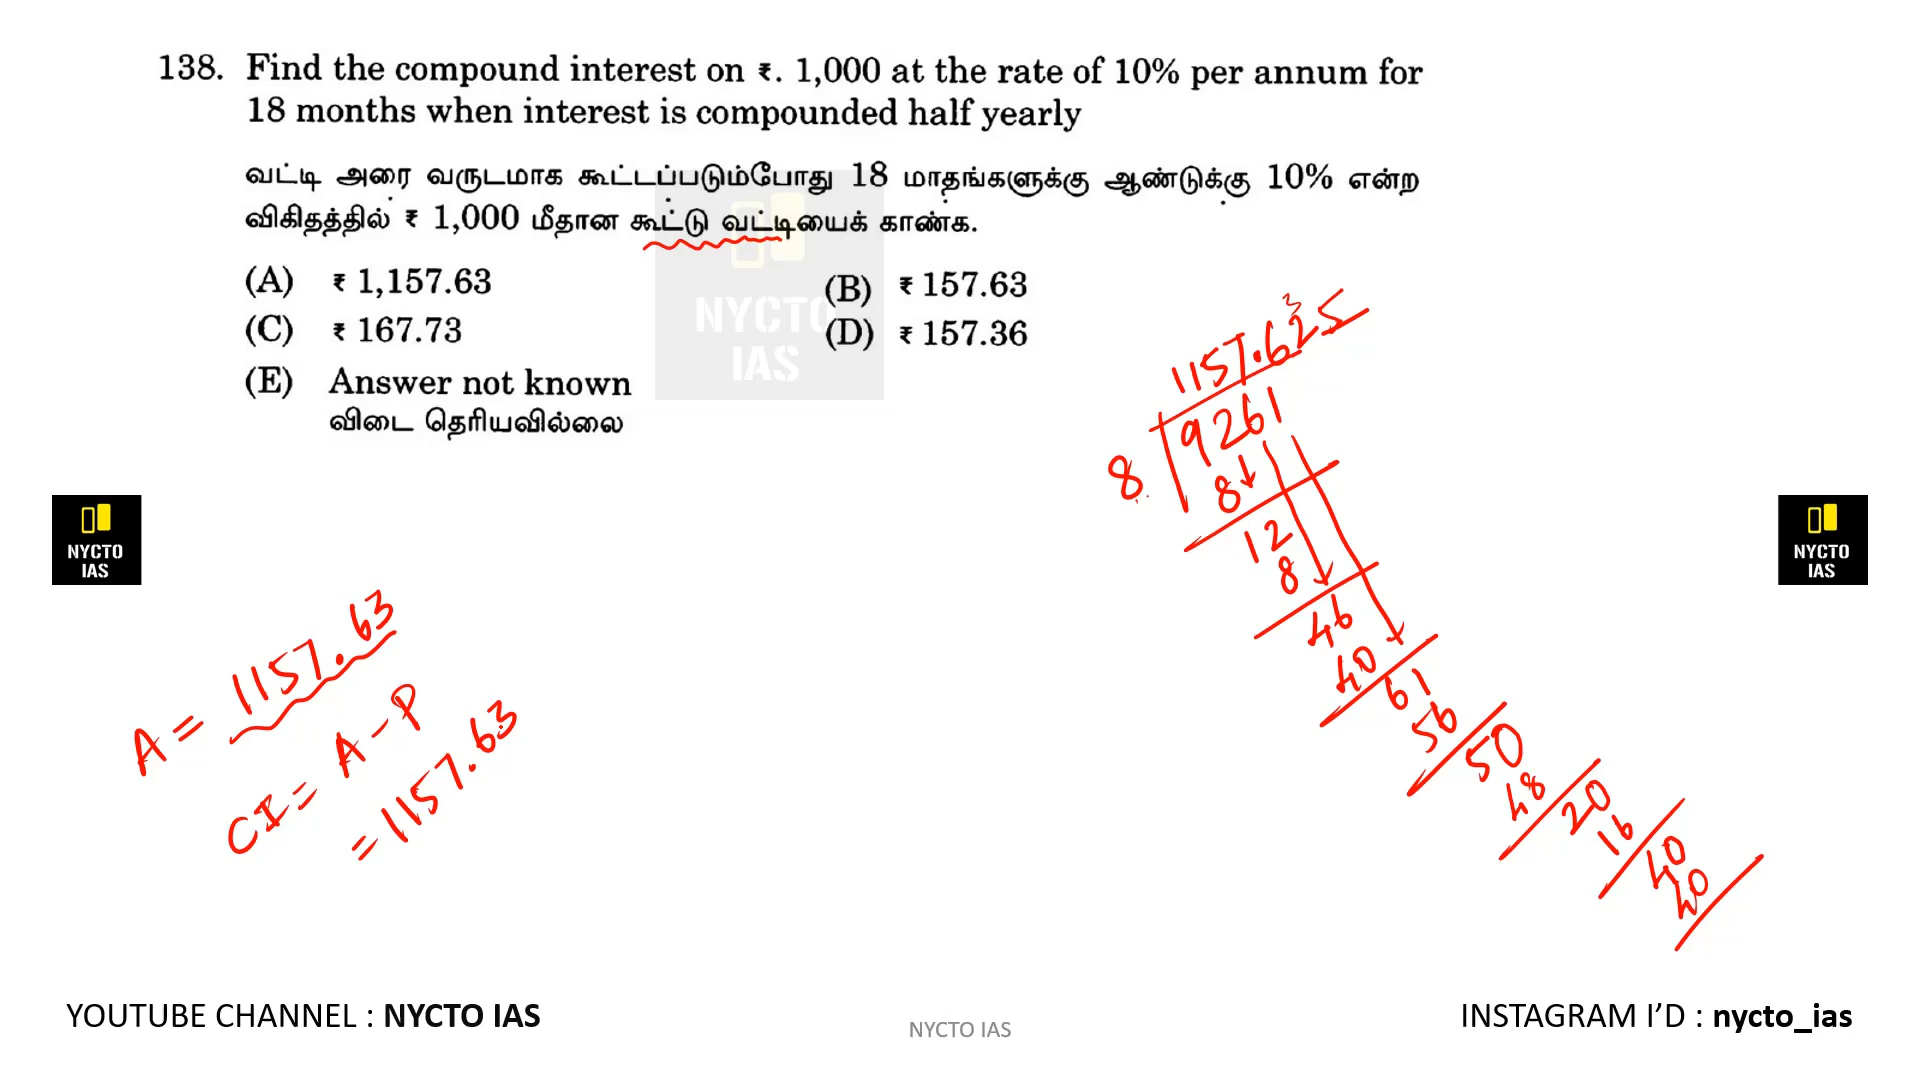 138. Find the compound interest on ₹. 1,000 at the rate of 10% per annum for
18 months when interest is compounded half yearly
வட்டி அரை வருடமாக கூட்டப்படும்போது 18 மாதங்களுக்கு ஆண்டுக்கு 10% என்ற
விகிதத்தில் ₹ 1,000 மீதான கூட்டு வட்டியைக் காண்க.
(A) ₹ 1,157.63 (B) ₹ 157.63
(C) ₹ 167.73 (D) ₹ 157.36
(E) Answer not known
விடை தெரியவில்லை
NYCTO
IAS
3
1157.625
8 9261
8
12
8
46
40
61
56
50
48
20
16
40
40
NYCTO
IAS
NYCTO
IAS
A = 1157.63
CI = A - P
= 1157.63
YOUTUBE CHANNEL : NYCTO IAS
NYCTO IAS
INSTAGRAM I'D : nycto_ias